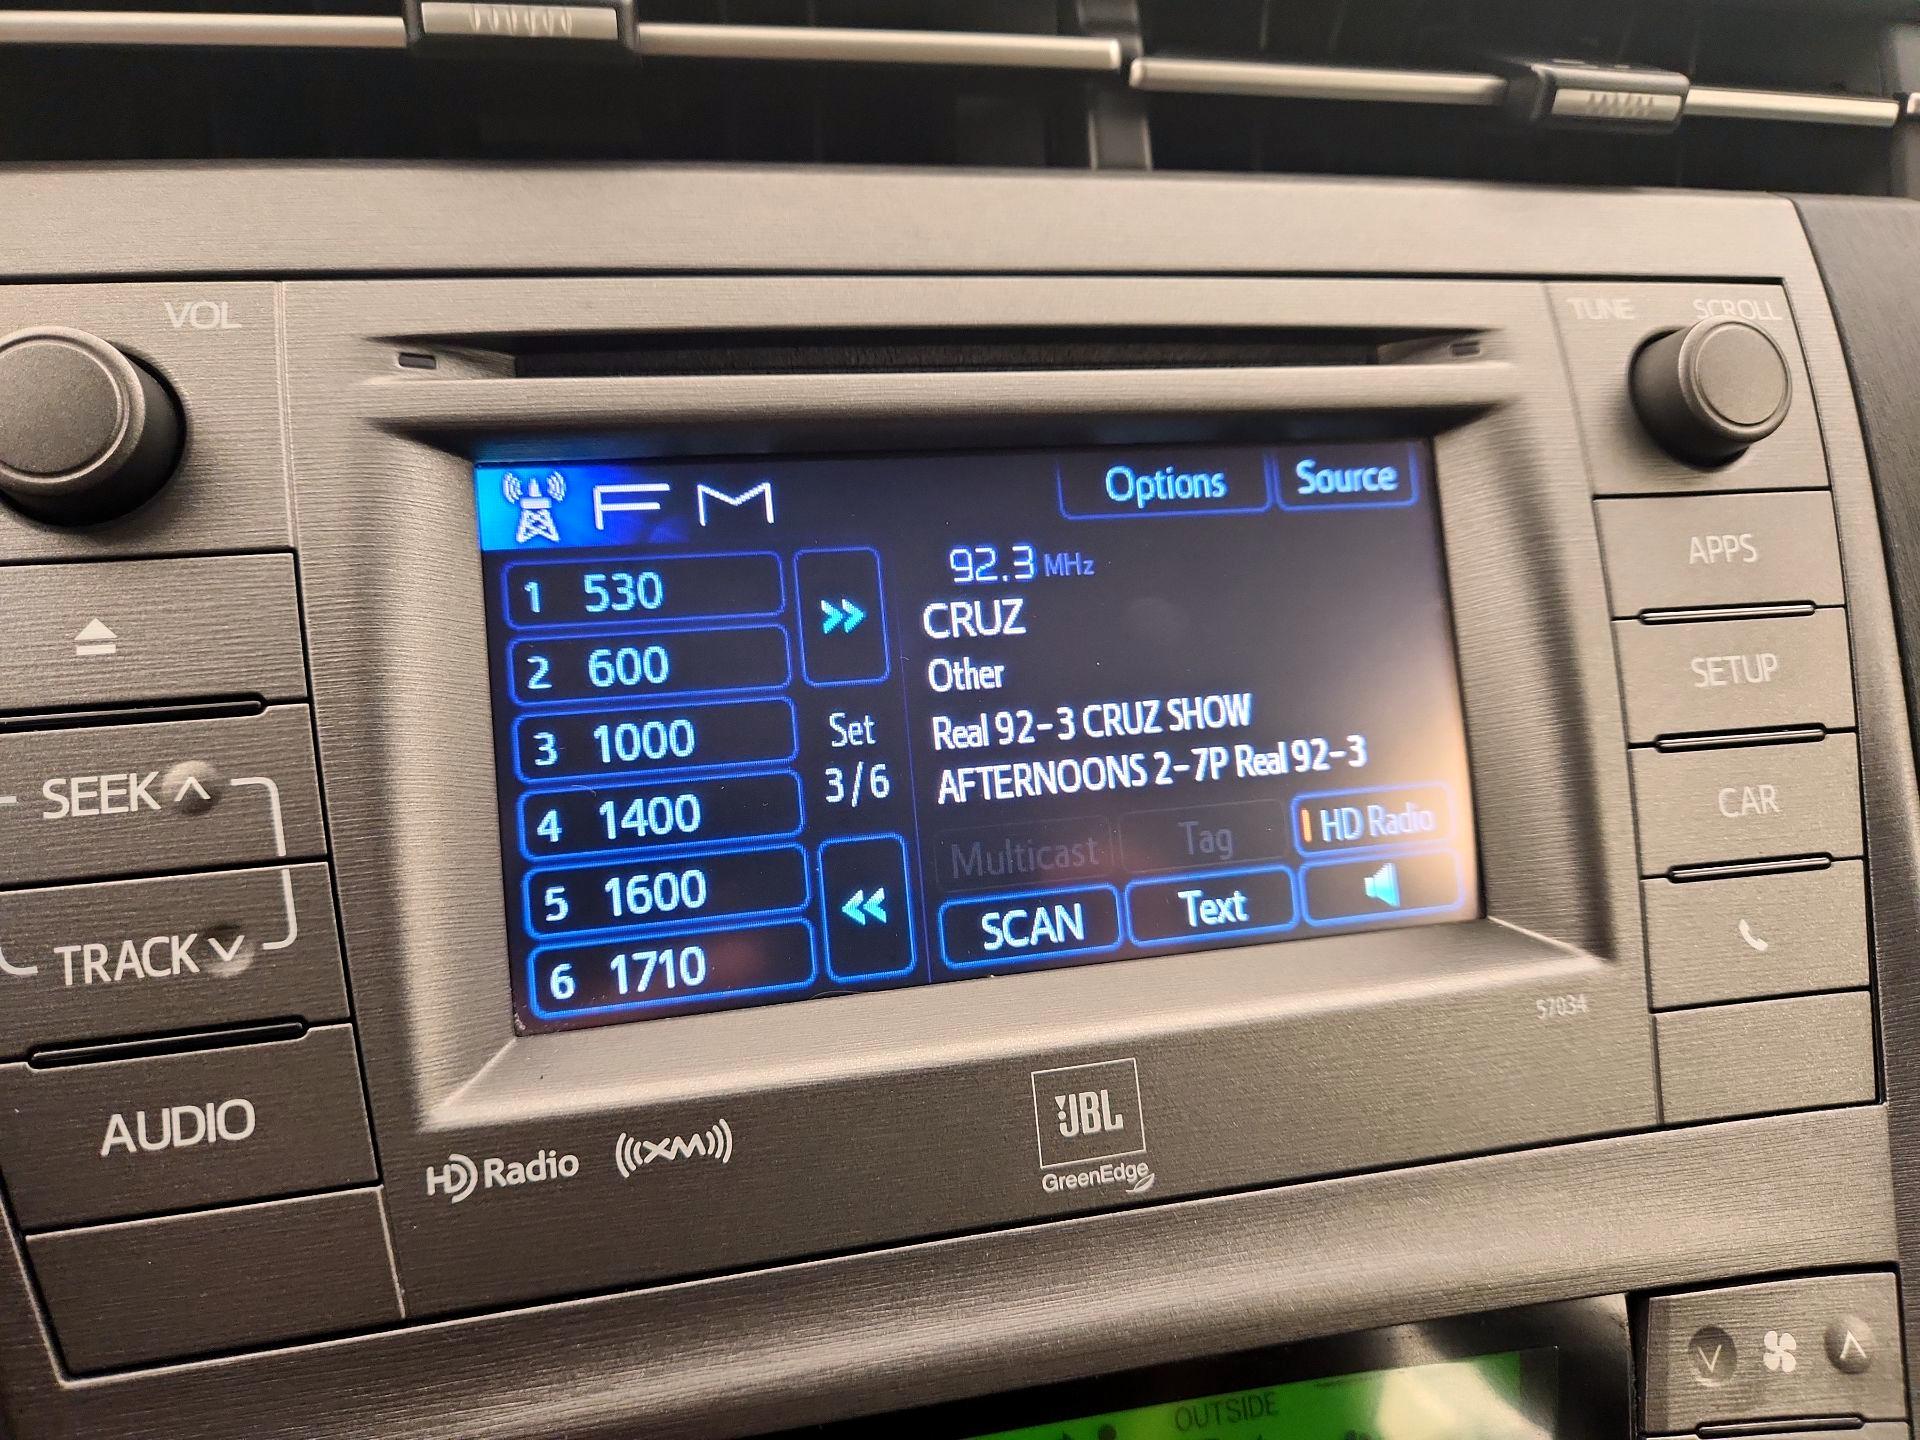 VOL
TUNE SCROLL
FM
Options
Source
1 530
2 600
3 1000
4 1400
5 1600
6 1710
Set
3/6
92.3 MHz
CRUZ
Other
Real 92-3 CRUZ SHOW
AFTERNOONS 2-7P Real 92-3
Multicast
Tag
HD Radio
SCAN
Text
SEEK
TRACK
AUDIO
APPS
SETUP
CAR
57034
HD Radio
XM
JBL
GreenEdge
OUTSIDE